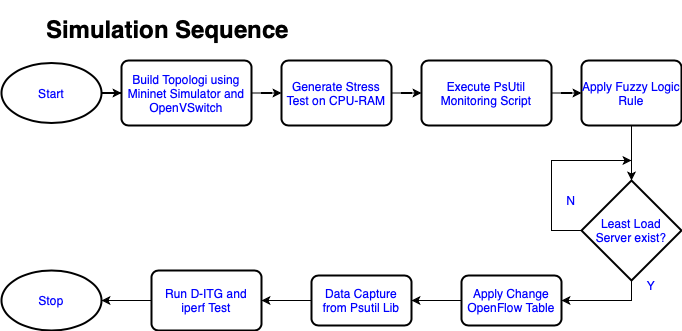 Simulation Sequence
Start
Build Topologi using
Mininet Simulator and
OpenVSwitch
Generate Stress
Test on CPU-RAM
Execute PsUtil
Monitoring Script
Apply Fuzzy Logic
Rule
N
Least Load
Server exist?
Y
Apply Change
OpenFlow Table
Data Capture
from Psutil Lib
Run D-ITG and
iperf Test
Stop